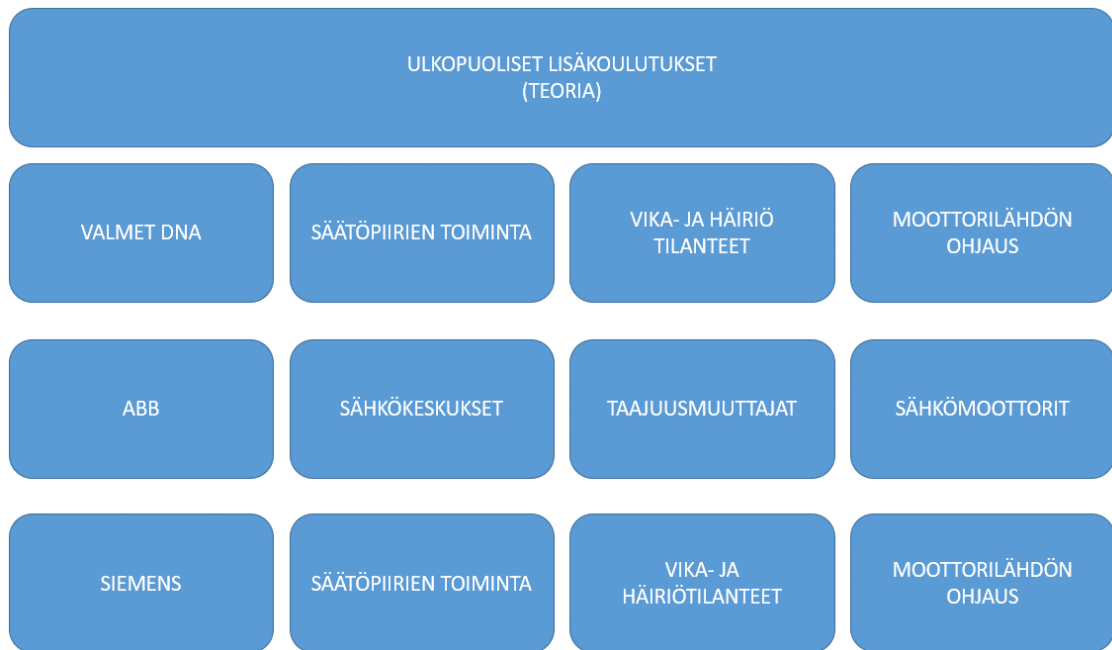 ULKOPUOLISET LISÄKOULUTUKSET
(TEORIA)
VALMET DNA
SÄÄTÖPIIRIEN TOIMINTA
VIKA- JA HÄIRIÖ
TILANTEET
MOOTTORILÄHDÖN
OHJAUS
ABB
SÄHKÖKESKUKSET
TAAJUUSMUUTTAJAT
SÄHKÖMOOTTORIT
SIEMENS
SÄÄTÖPIIRIEN TOIMINTA
VIKA- JA
HÄIRIÖTILANTEET
MOOTTORILÄHDÖN
OHJAUS